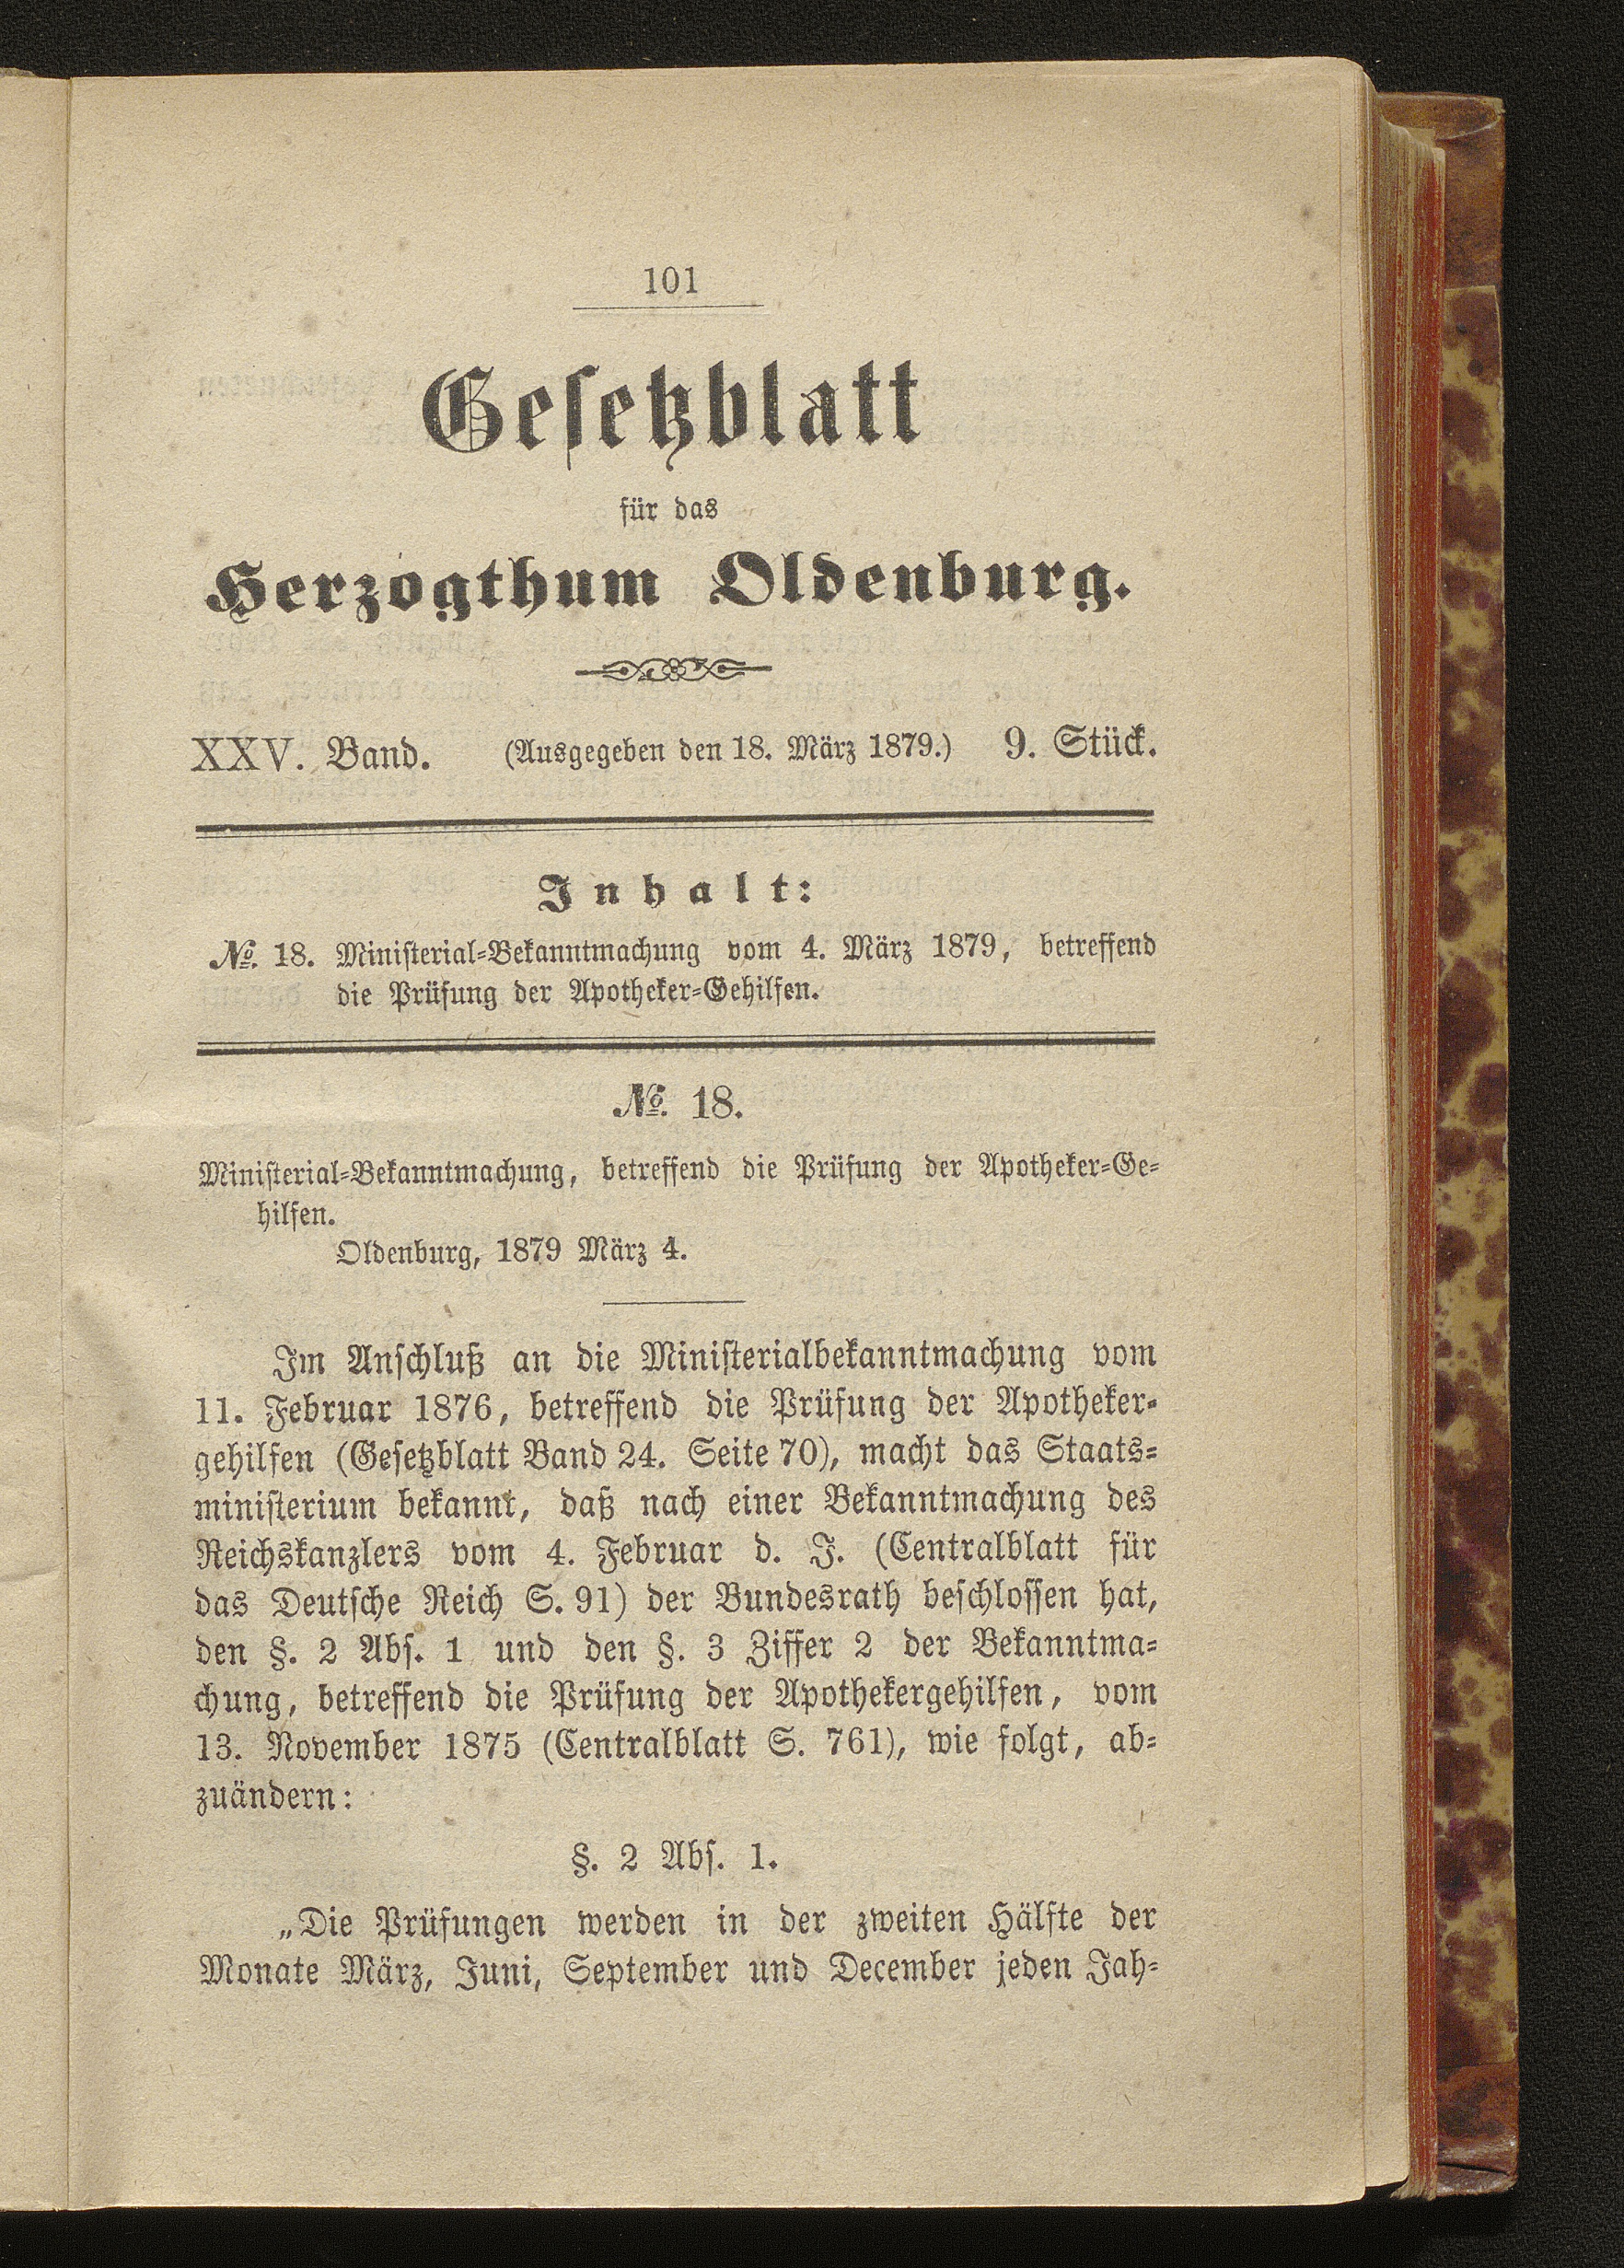 101
Gesetzblatt
für das
Herzogthum Oldenburg.
XXV. Band. (Ausgegeben den 18. März 1879.) 9. Stück.
Inhalt:
№. 18. Ministerial-Bekanntmachung vom 4. März 1879, betreffend
die Prüfung der Apotheker-Gehilfen.
№. 18.
Ministerial-Bekanntmachung, betreffend die Prüfung der Apotheker-Ge-
hilfen.
Oldenburg, 1879 März 4.
Im Anschluß an die Ministerialbekanntmachung vom
11. Februar 1876, betreffend die Prüfung der Apotheker-
gehilfen (Gesetzblatt Band 24. Seite 70), macht das Staats-
ministerium bekannt, daß nach einer Bekanntmachung des
Reichskanzlers vom 4. Februar d. J. (Centralblatt für
das Deutsche Reich S. 91) der Bundesrath beschlossen hat,
den §. 2 Abs. 1 und den §. 3 Ziffer 2 der Bekanntma-
chung, betreffend die Prüfung der Apothekergehilfen, vom
13. November 1875 (Centralblatt S. 761), wie folgt, ab-
zuändern:
§. 2 Abs. 1.
„Die Prüfungen werden in der zweiten Hälfte der
Monate März, Juni, September und December jeden Jah-